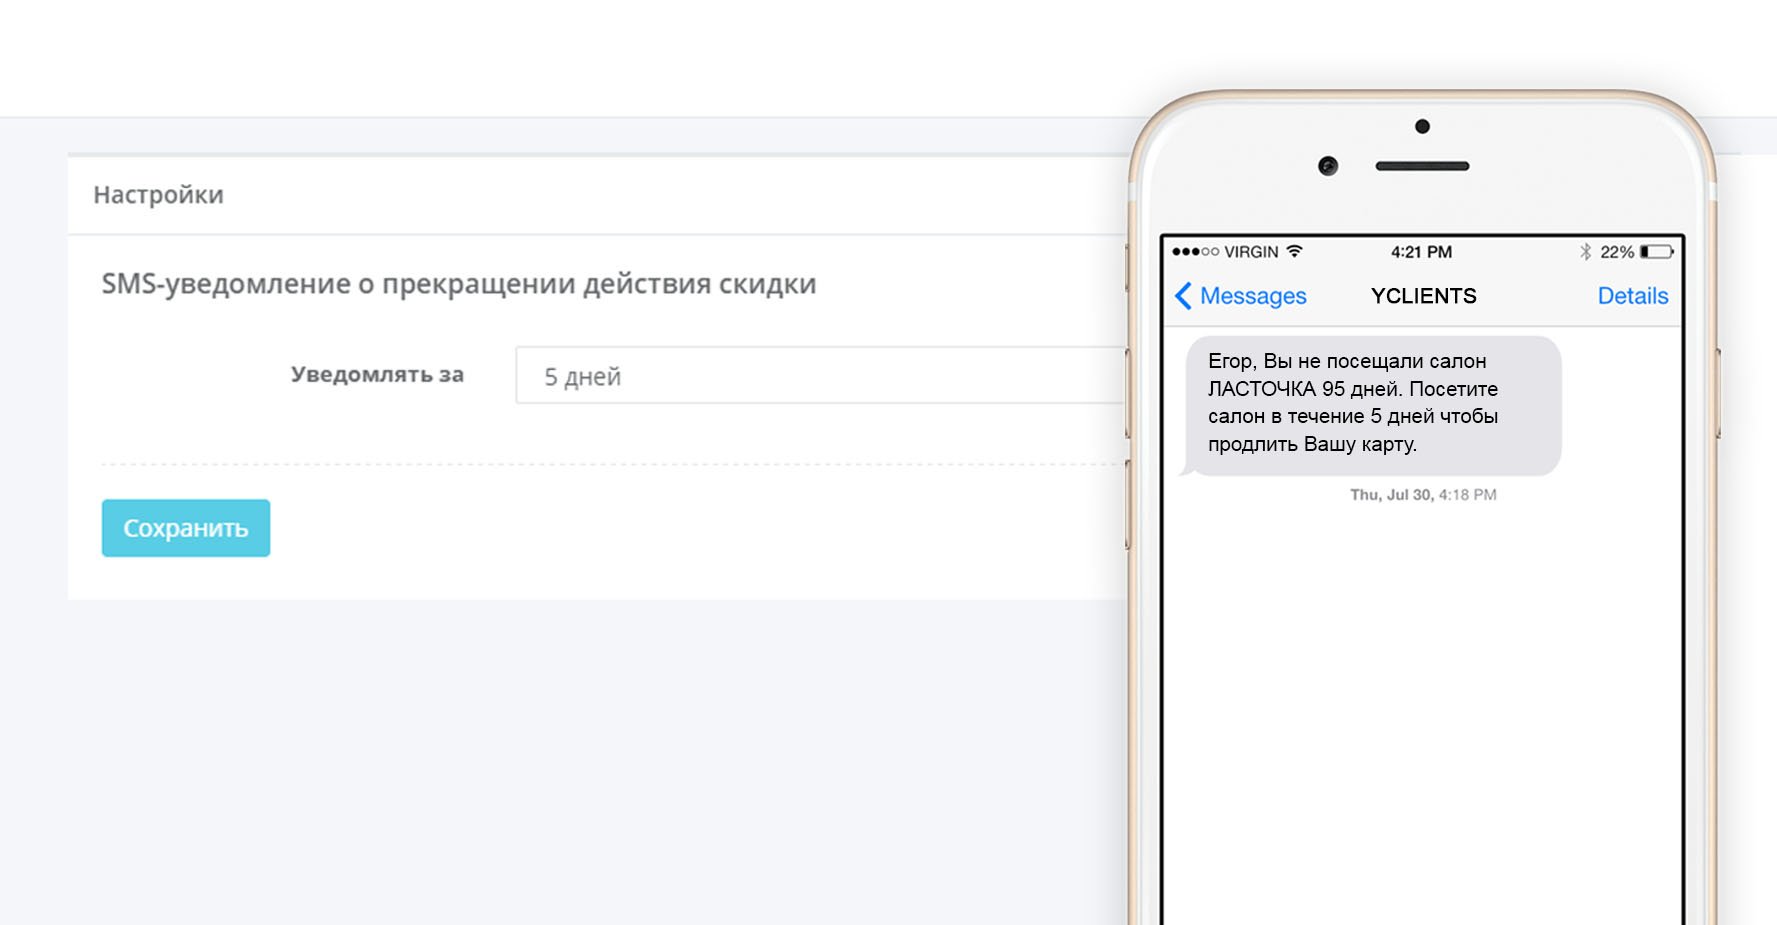 Настройки
SMS-уведомление о прекращении действия скидки
Уведомлять за
5 дней
Сохранить
VIRGIN
4:21 PM
22%
Messages
YCLIENTS
Details
Егор, Вы не посещали салон
ЛАСТОЧКА 95 дней. Посетите
салон в течение 5 дней чтобы
продлить Вашу карту.
Thu, Jul 30, 4:18 PM